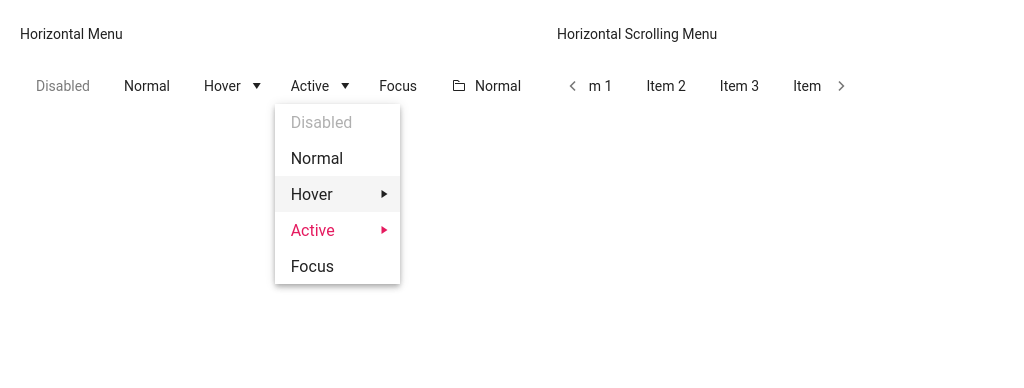 Horizontal Menu
Horizontal Scrolling Menu
Disabled Normal Hover Active Focus Normal
m 1 Item 2 Item 3 Item
Disabled
Normal
Hover
Active
Focus